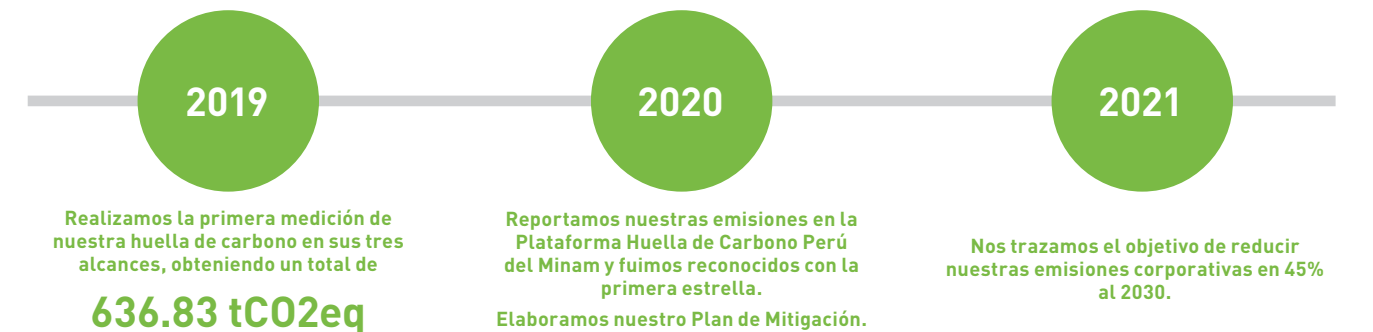 2019
Realizamos la primera medición de
nuestra huella de carbono en sus tres
alcances, obteniendo un total de
636.83 tCO2eq
2020
Reportamos nuestras emisiones en la
Plataforma Huella de Carbono Perú
del Minam y fuimos reconocidos con la
primera estrella.
Elaboramos nuestro Plan de Mitigación.
2021
Nos trazamos el objetivo de reducir
nuestras emisiones corporativas en 45%
al 2030.